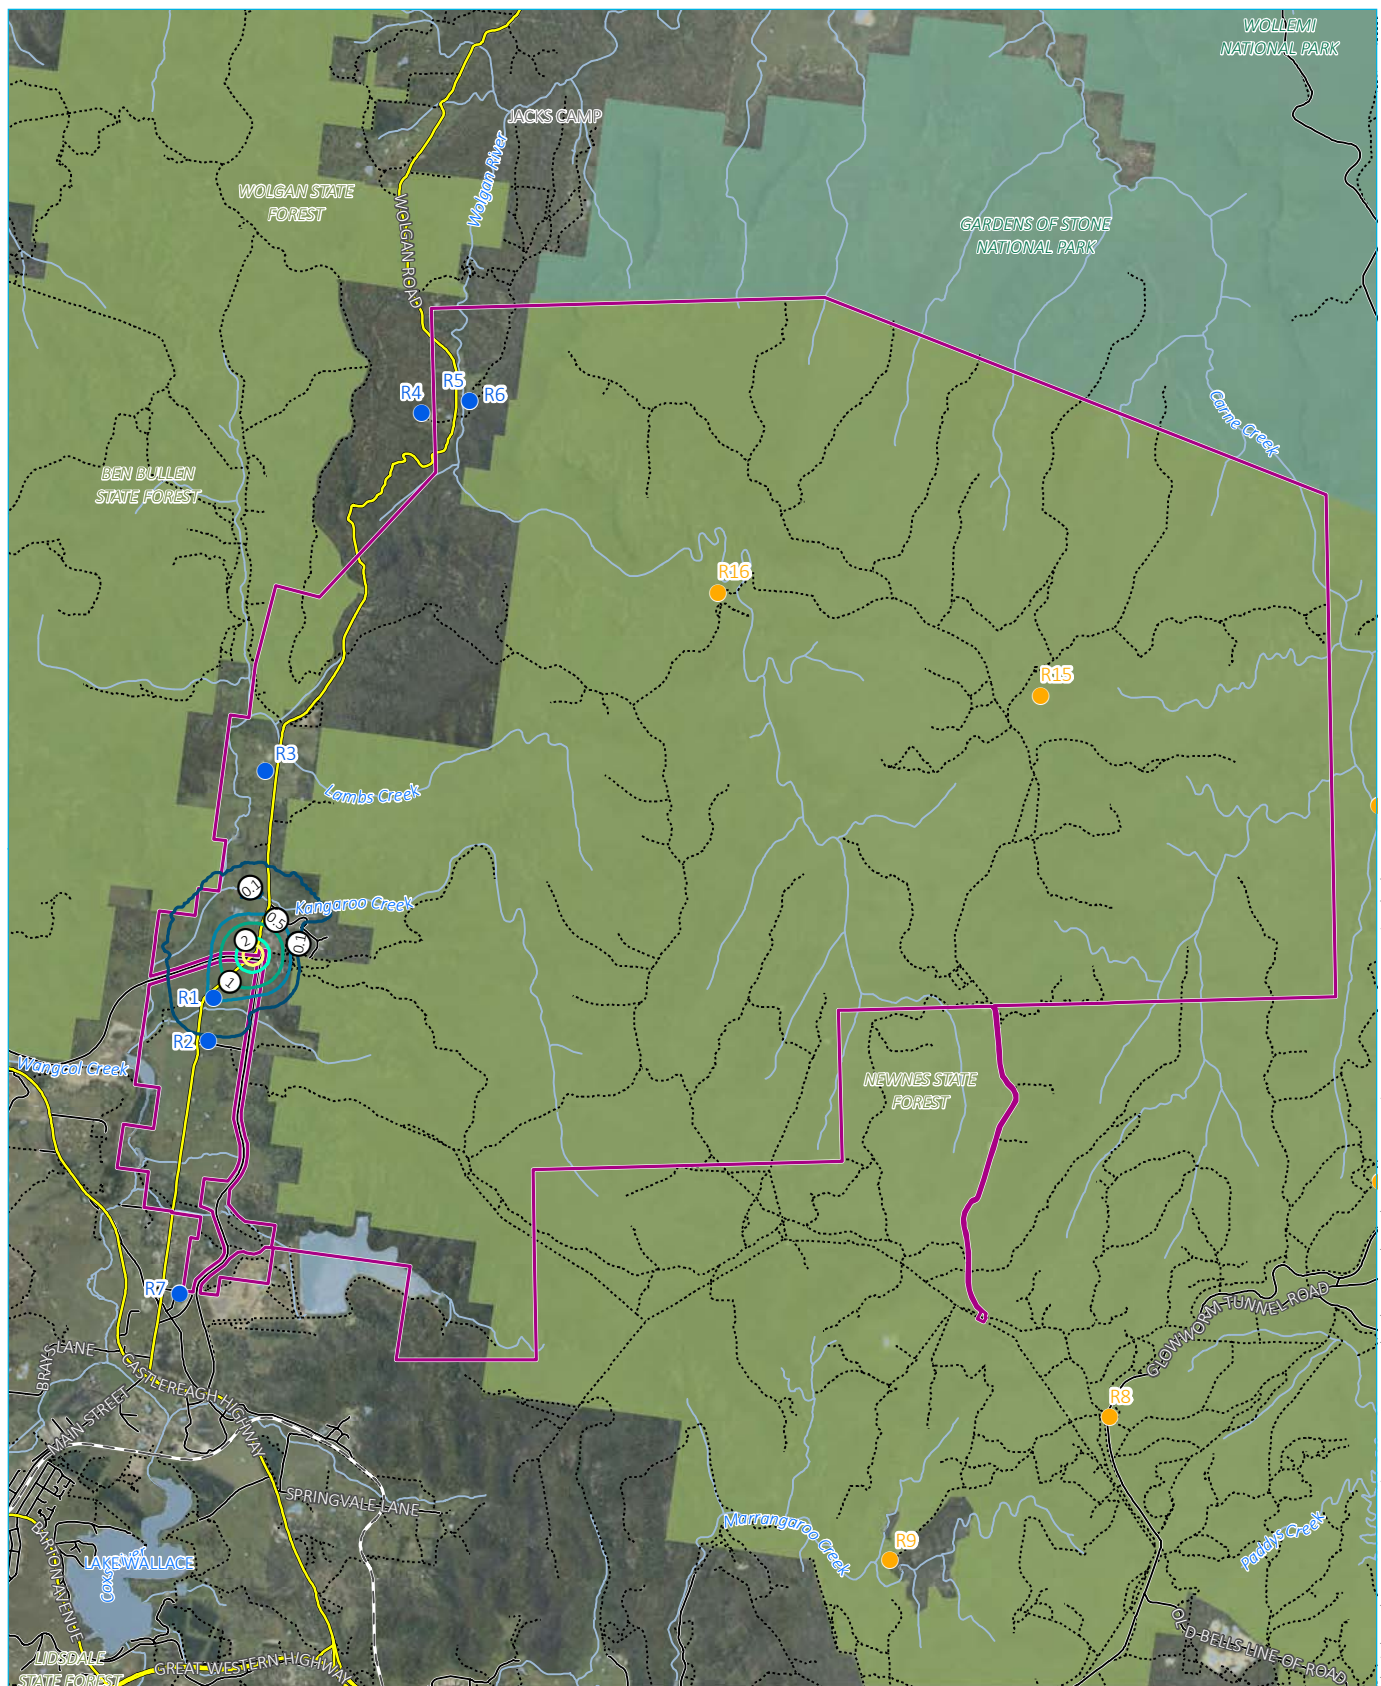 WOLLEMI
NATIONAL PARK
JACKS CAMP
Wolgan River
WOLGAN STATE
FOREST
WOLGAN ROAD
GARDENS OF STONE
NATIONAL PARK
R5
R4
R6
Carne Creek
BEN BULLEN
STATE FOREST
R16
R15
R3
Lambs Creek
0.1
Kangaroo Creek
0.5
2
0.1
1
R1
R2
Wangcol Creek
NEWNES STATE
FOREST
R7
GLOWWORM TUNNEL ROAD
BRAYS LANE
CASTLEREAGH HIGHWAY
MAIN STREET
R8
SPRINGVALE LANE
Marrangaroo Creek
R9
Paddys Creek
BARTON AVENUE
LAKE WALLACE
OLD BELLS LINE OF ROAD
LIDSDALE
STATE FOREST
GREAT WESTERN HIGHWAY